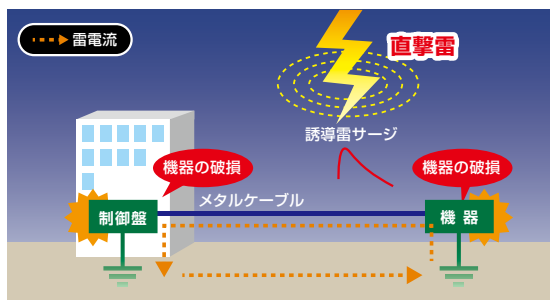 雷電流
直撃雷
誘導雷サージ
機器の破損
機器の破損
メタルケーブル
制御盤
機器